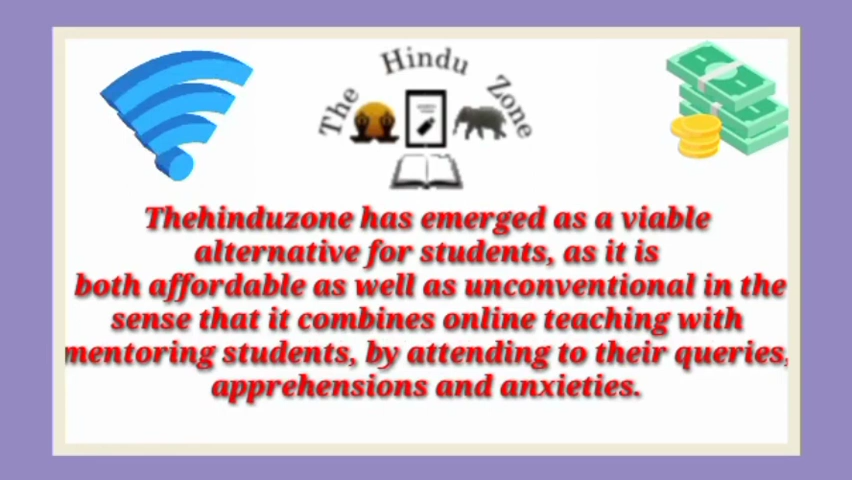 The Hindu Zone
Thehinduzone has emerged as a viable
alternative for students, as it is
both affordable as well as unconventional in the
sense that it combines online teaching with
mentoring students, by attending to their queries,
apprehensions and anxieties.